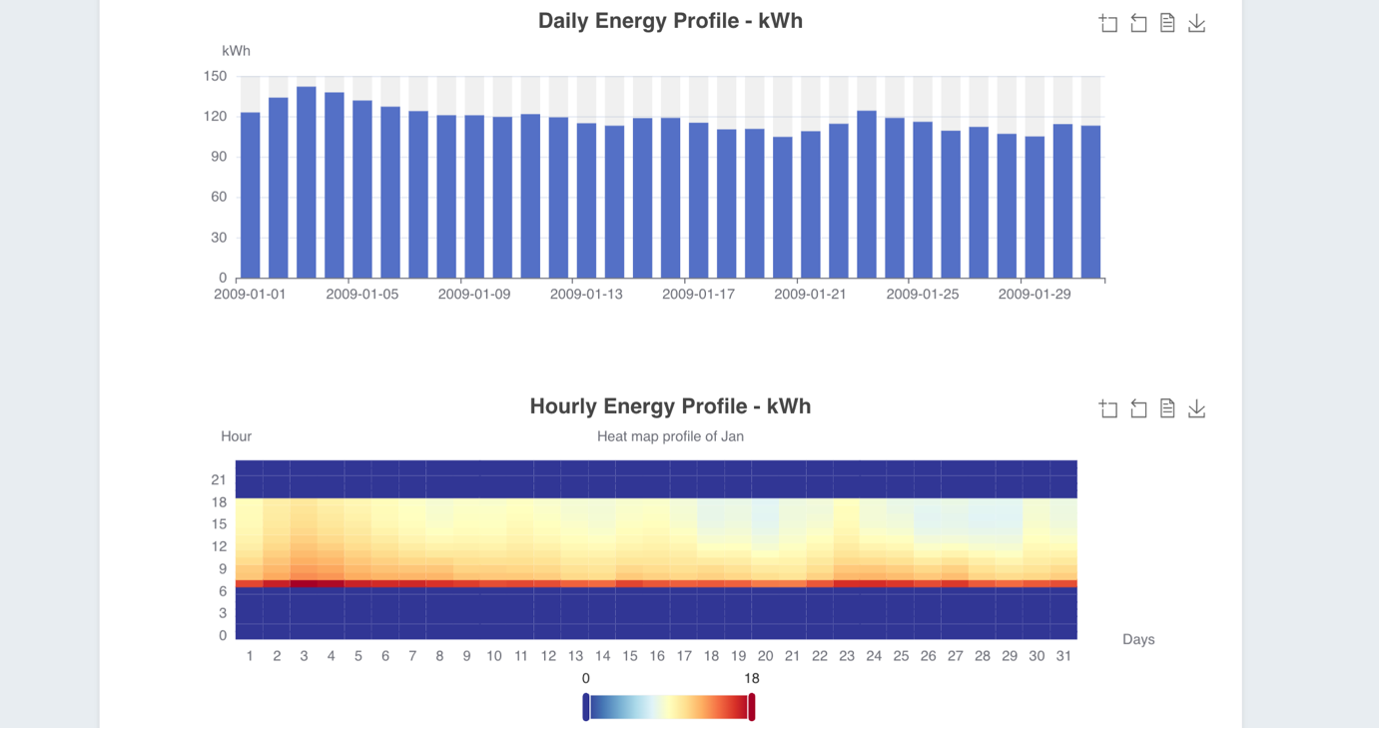 Daily Energy Profile - kWh
kWh
150
120
90
60
30
0
2009-01-01 2009-01-05 2009-01-09 2009-01-13 2009-01-17 2009-01-21 2009-01-25 2009-01-29
Hourly Energy Profile - kWh
Hour Heat map profile of Jan
21
18
15
12
9
6
3
0
Days
1 2 3 4 5 6 7 8 9 10 11 12 13 14 15 16 17 18 19 20 21 22 23 24 25 26 27 28 29 30 31
0 18